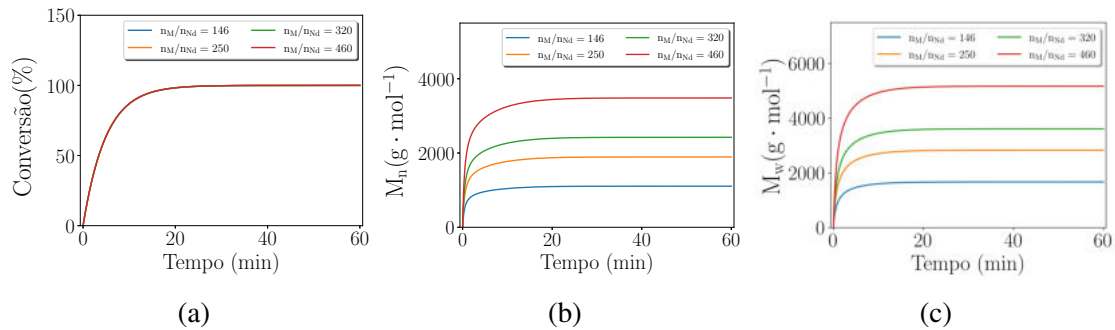 150
100
50
0
Conversão(%)
n_M/n_Nd = 146
n_M/n_Nd = 250
n_M/n_Nd = 320
n_M/n_Nd = 460
0 20 40 60
Tempo (min)
(a)
4000
2000
0
M_n(g · mol⁻¹)
n_M/n_Nd = 146
n_M/n_Nd = 250
n_M/n_Nd = 320
n_M/n_Nd = 460
0 20 40 60
Tempo (min)
(b)
6000
4000
2000
0
M_w(g · mol⁻¹)
n_M/n_Nd = 146
n_M/n_Nd = 250
n_M/n_Nd = 320
n_M/n_Nd = 460
0 20 40 60
Tempo (min)
(c)